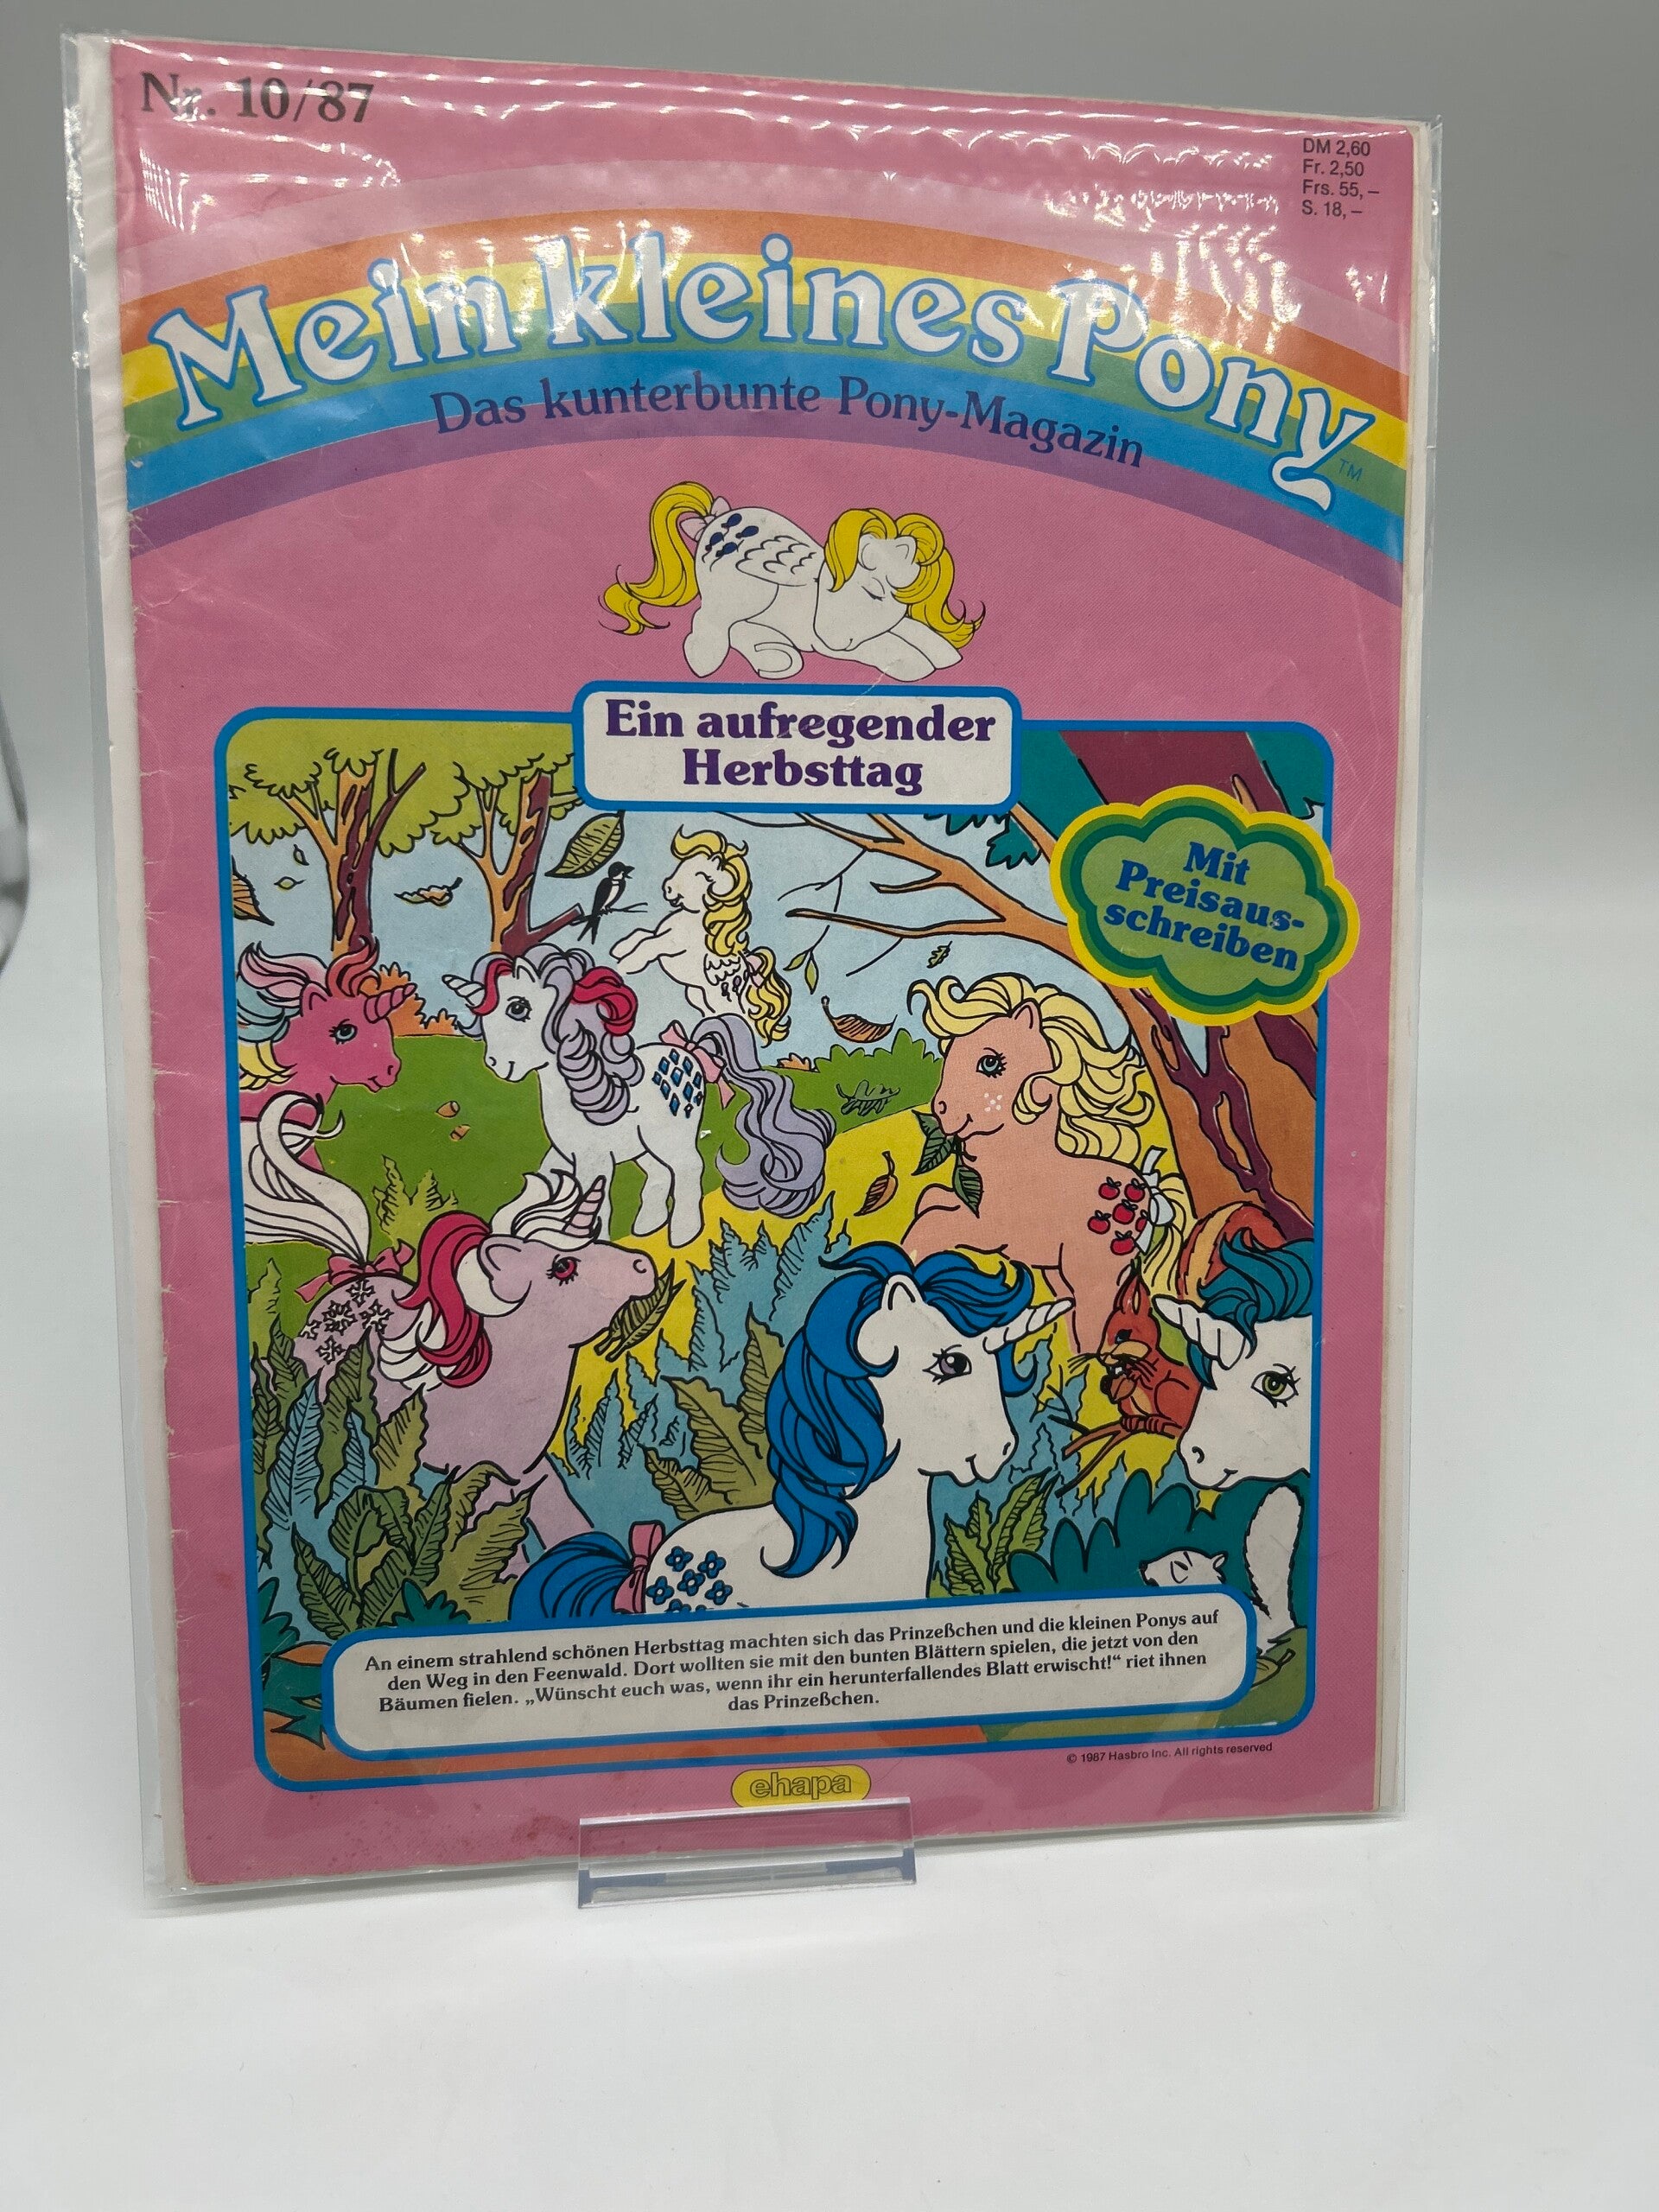 Nr. 10/87
DM 2,60
Fr. 2,50
Frs. 55,–
S. 18,–
Mein kleines Pony
TM
Das kunterbunte Pony-Magazin
Ein aufregender
Herbsttag
Mit
Preisaus-
schreiben
An einem strahlend schönen Herbsttag machten sich das Prinzeßchen und die kleinen Ponys auf
den Weg in den Feenwald. Dort wollten sie mit den bunten Blättern spielen, die jetzt von den
Bäumen fielen. „Wünscht euch was, wenn ihr ein herunterfallendes Blatt erwischt!“ riet ihnen
das Prinzeßchen.
© 1987 Hasbro Inc. All rights reserved
ehapa